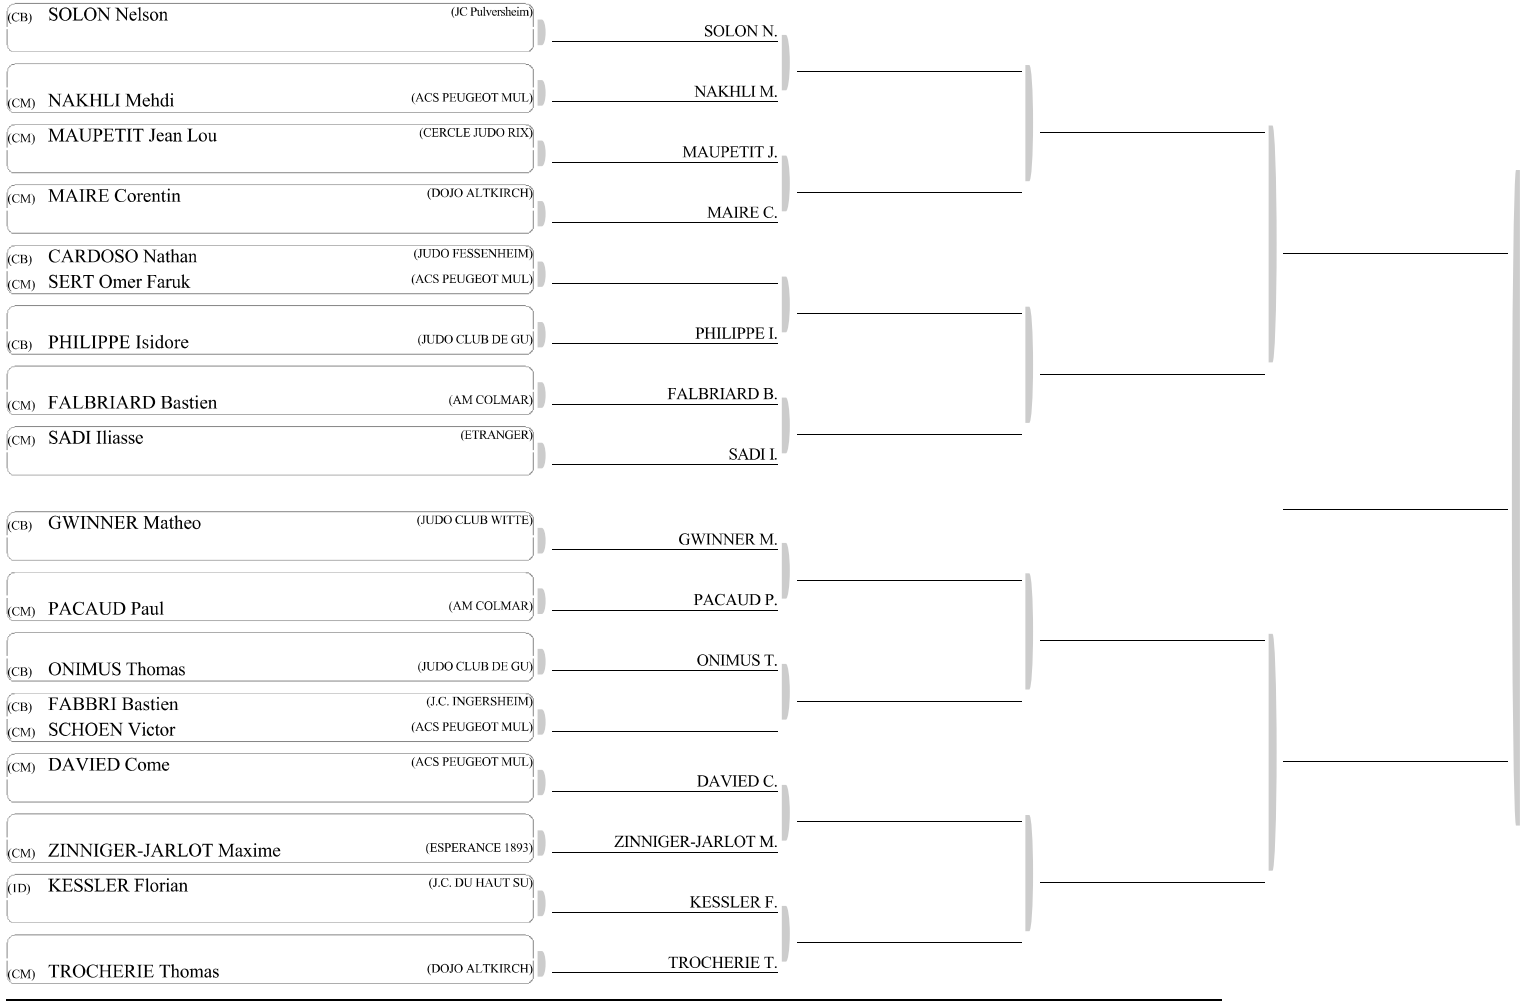 (CB) SOLON Nelson (JC Pulversheim)
SOLON N.
(CM) NAKHLI Mehdi (ACS PEUGEOT MUL)
NAKHLI M.
(CM) MAUPETIT Jean Lou (CERCLE JUDO RIX)
MAUPETIT J.
(CM) MAIRE Corentin (DOJO ALTKIRCH)
MAIRE C.
(CB) CARDOSO Nathan (JUDO FESSENHEIM)
(CM) SERT Omer Faruk (ACS PEUGEOT MUL)
(CB) PHILIPPE Isidore (JUDO CLUB DE GU)
PHILIPPE I.
(CM) FALBRIARD Bastien (AM COLMAR)
FALBRIARD B.
(CM) SADI Iliasse (ETRANGER)
SADI I.
(CB) GWINNER Matheo (JUDO CLUB WITTE)
GWINNER M.
(CM) PACAUD Paul (AM COLMAR)
PACAUD P.
(CB) ONIMUS Thomas (JUDO CLUB DE GU)
ONIMUS T.
(CB) FABBRI Bastien (J.C. INGERSHEIM)
(CM) SCHOEN Victor (ACS PEUGEOT MUL)
(CM) DAVIED Come (ACS PEUGEOT MUL)
DAVIED C.
(CM) ZINNIGER-JARLOT Maxime (ESPERANCE 1893)
ZINNIGER-JARLOT M.
(1D) KESSLER Florian (J.C. DU HAUT SU)
KESSLER F.
(CM) TROCHERIE Thomas (DOJO ALTKIRCH)
TROCHERIE T.